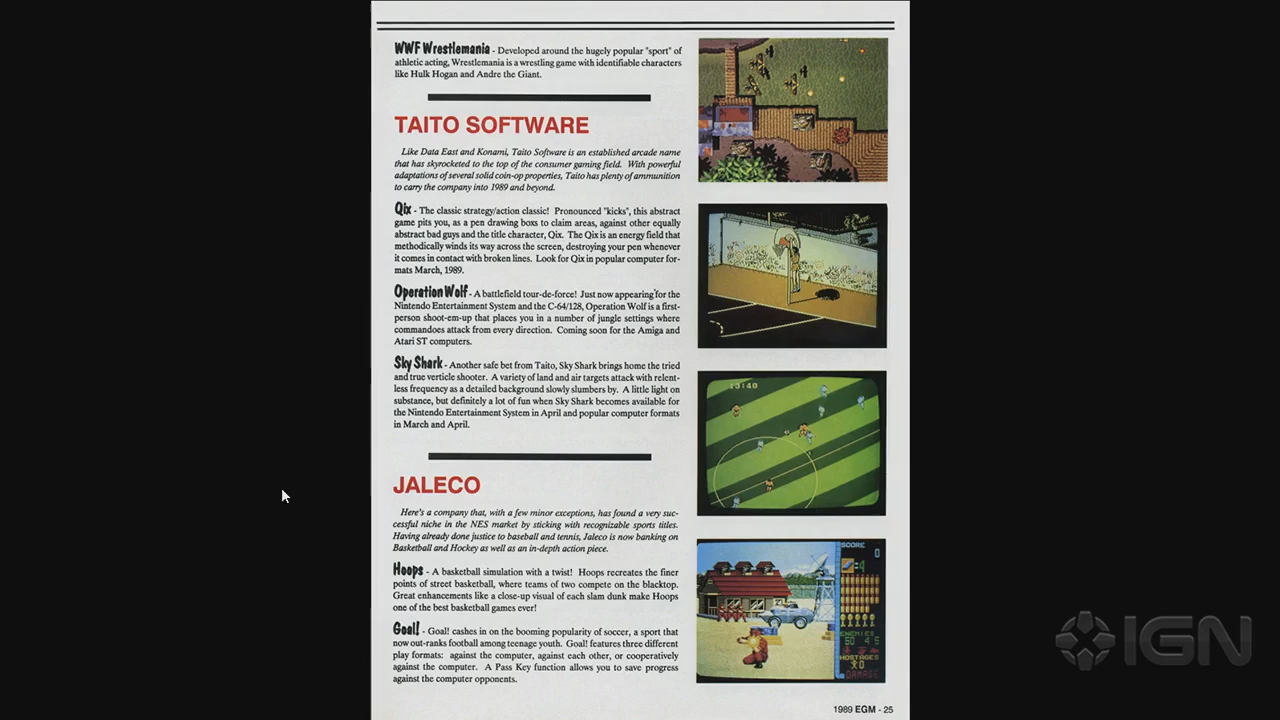 WWF Wrestlemania - Developed around the hugely popular "sport" of
athletic acting, Wrestlemania is a wrestling game with identifiable characters
like Hulk Hogan and Andre the Giant.
TAITO SOFTWARE
Like Data East and Konami, Taito Software is an established arcade name
that has skyrocketed to the top of the consumer gaming field. With powerful
adaptations of several solid coin-op properties, Taito has plenty of ammunition
to carry the company into 1989 and beyond.
Qix - The classic strategy/action classic! Pronounced "kicks", this abstract
game pits you, as a pen drawing boxs to claim areas, against other equally
abstract bad guys and the title character, Qix. The Qix is an energy field that
methodically winds its way across the screen, destroying your pen whenever
it comes in contact with broken lines. Look for Qix in popular computer for-
mats March, 1989.
Operation Wolf - A battlefield tour-de-force! Just now appearing for the
Nintendo Entertainment System and the C-64/128, Operation Wolf is a first-
person shoot-em-up that places you in a number of jungle settings where
commandoes attack from every direction. Coming soon for the Amiga and
Atari ST computers.
Sky Shark - Another safe bet from Taito, Sky Shark brings home the tried
and true verticle shooter. A variety of land and air targets attack with relent-
less frequency as a detailed background slowly slumbers by. A little light on
substance, but definitely a lot of fun when Sky Shark becomes available for
the Nintendo Entertainment System in April and popular computer formats
in March and April.
JALECO
Here's a company that, with a few minor exceptions, has found a very suc-
cessful niche in the NES market by sticking with recognizable sports titles.
Having already done justice to baseball and tennis, Jaleco is now banking on
Basketball and Hockey as well as an in-depth action piece.
Hoops - A basketball simulation with a twist! Hoops recreates the finer
points of street basketball, where teams of two compete on the blacktop.
Great enhancements like a close-up visual of each slam dunk make Hoops
one of the best basketball games ever!
Goal! - Goal! cashes in on the booming popularity of soccer, a sport that
now out-ranks football among teenage youth. Goal! features three different
play formats: against the computer, against each other, or cooperatively
against the computer. A Pass Key function allows you to save progress
against the computer opponents.
13:40
SCORE
0
4
ENEMIES
50 4:5
HOSTAGES
0
DAMAGE
1989 EGM - 25
IGN